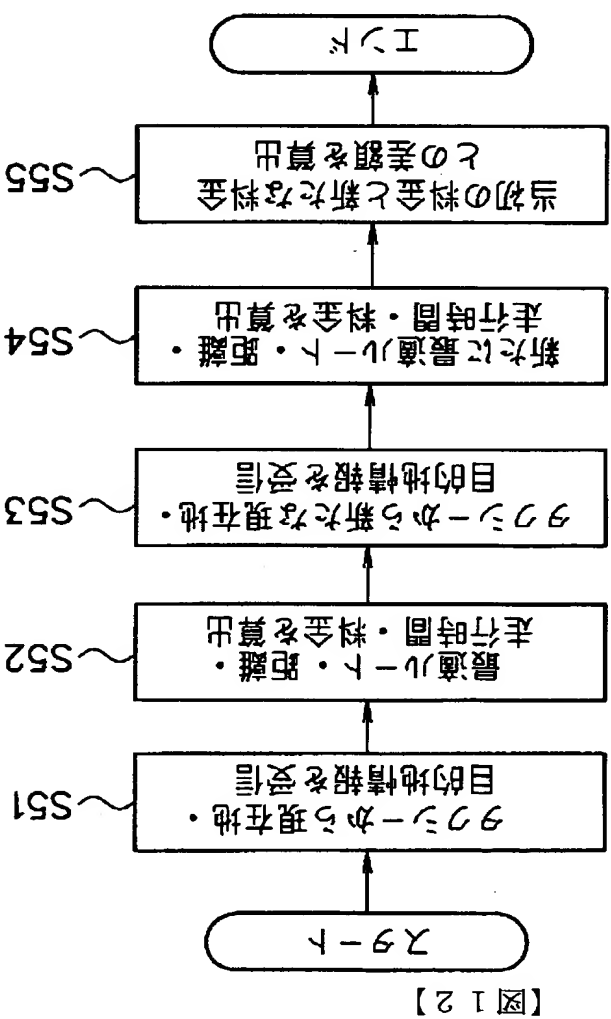 【図12】
スタート
タクシーから現在地・
目的地情報を受信
S51
最適ルート・距離・
走行時間・料金を算出
S52
タクシーから新たな現在地・
目的地情報を受信
S53
新たに最適ルート・距離・
走行時間・料金を算出
S54
当初の料金と新たな料金
との差額を算出
S55
エンド